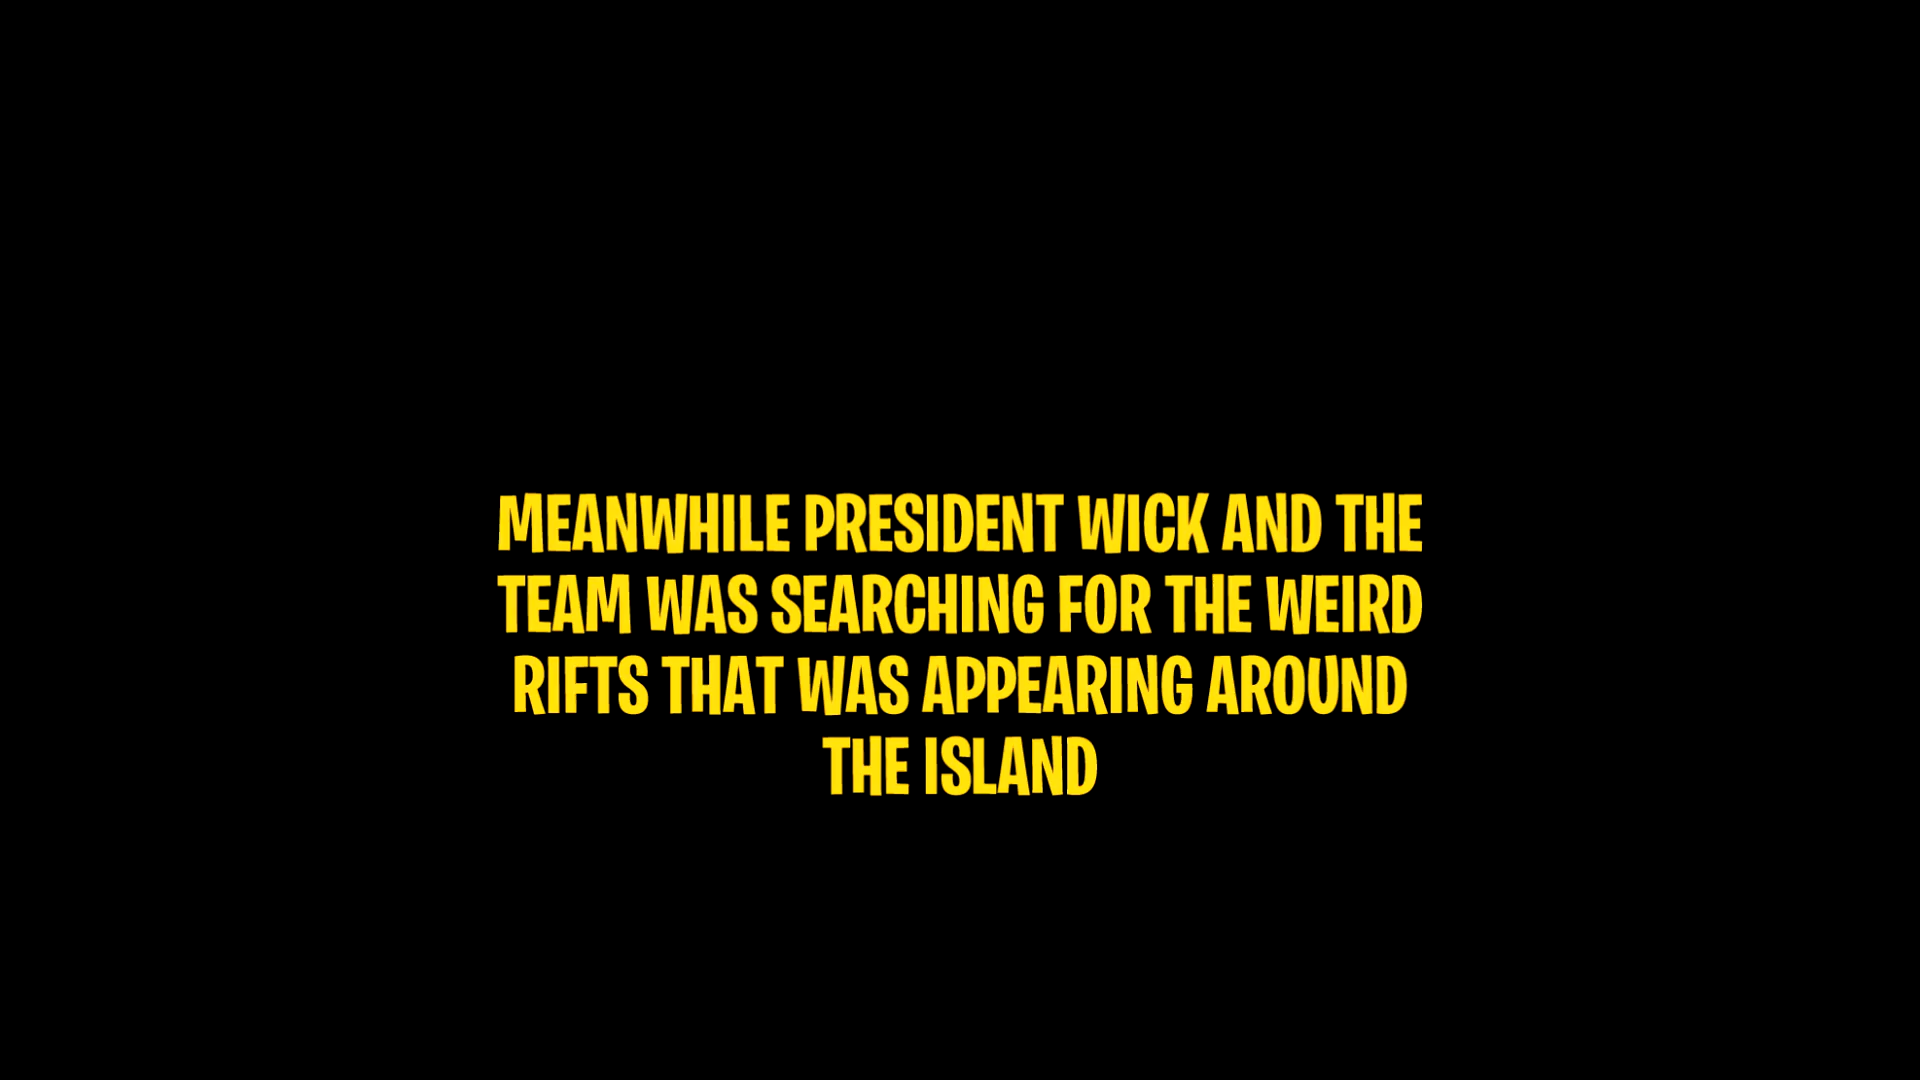 MEANWHILE PRESIDENT WICK AND THE
TEAM WAS SEARCHING FOR THE WEIRD
RIFTS THAT WAS APPEARING AROUND
THE ISLAND